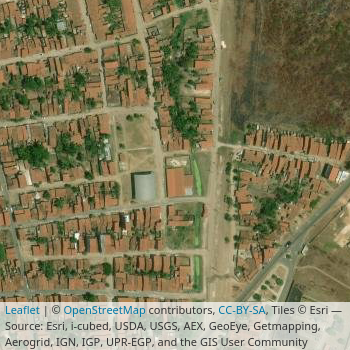 Leaflet | © OpenStreetMap contributors, CC-BY-SA, Tiles © Esri —
Source: Esri, i-cubed, USDA, USGS, AEX, GeoEye, Getmapping,
Aerogrid, IGN, IGP, UPR-EGP, and the GIS User Community